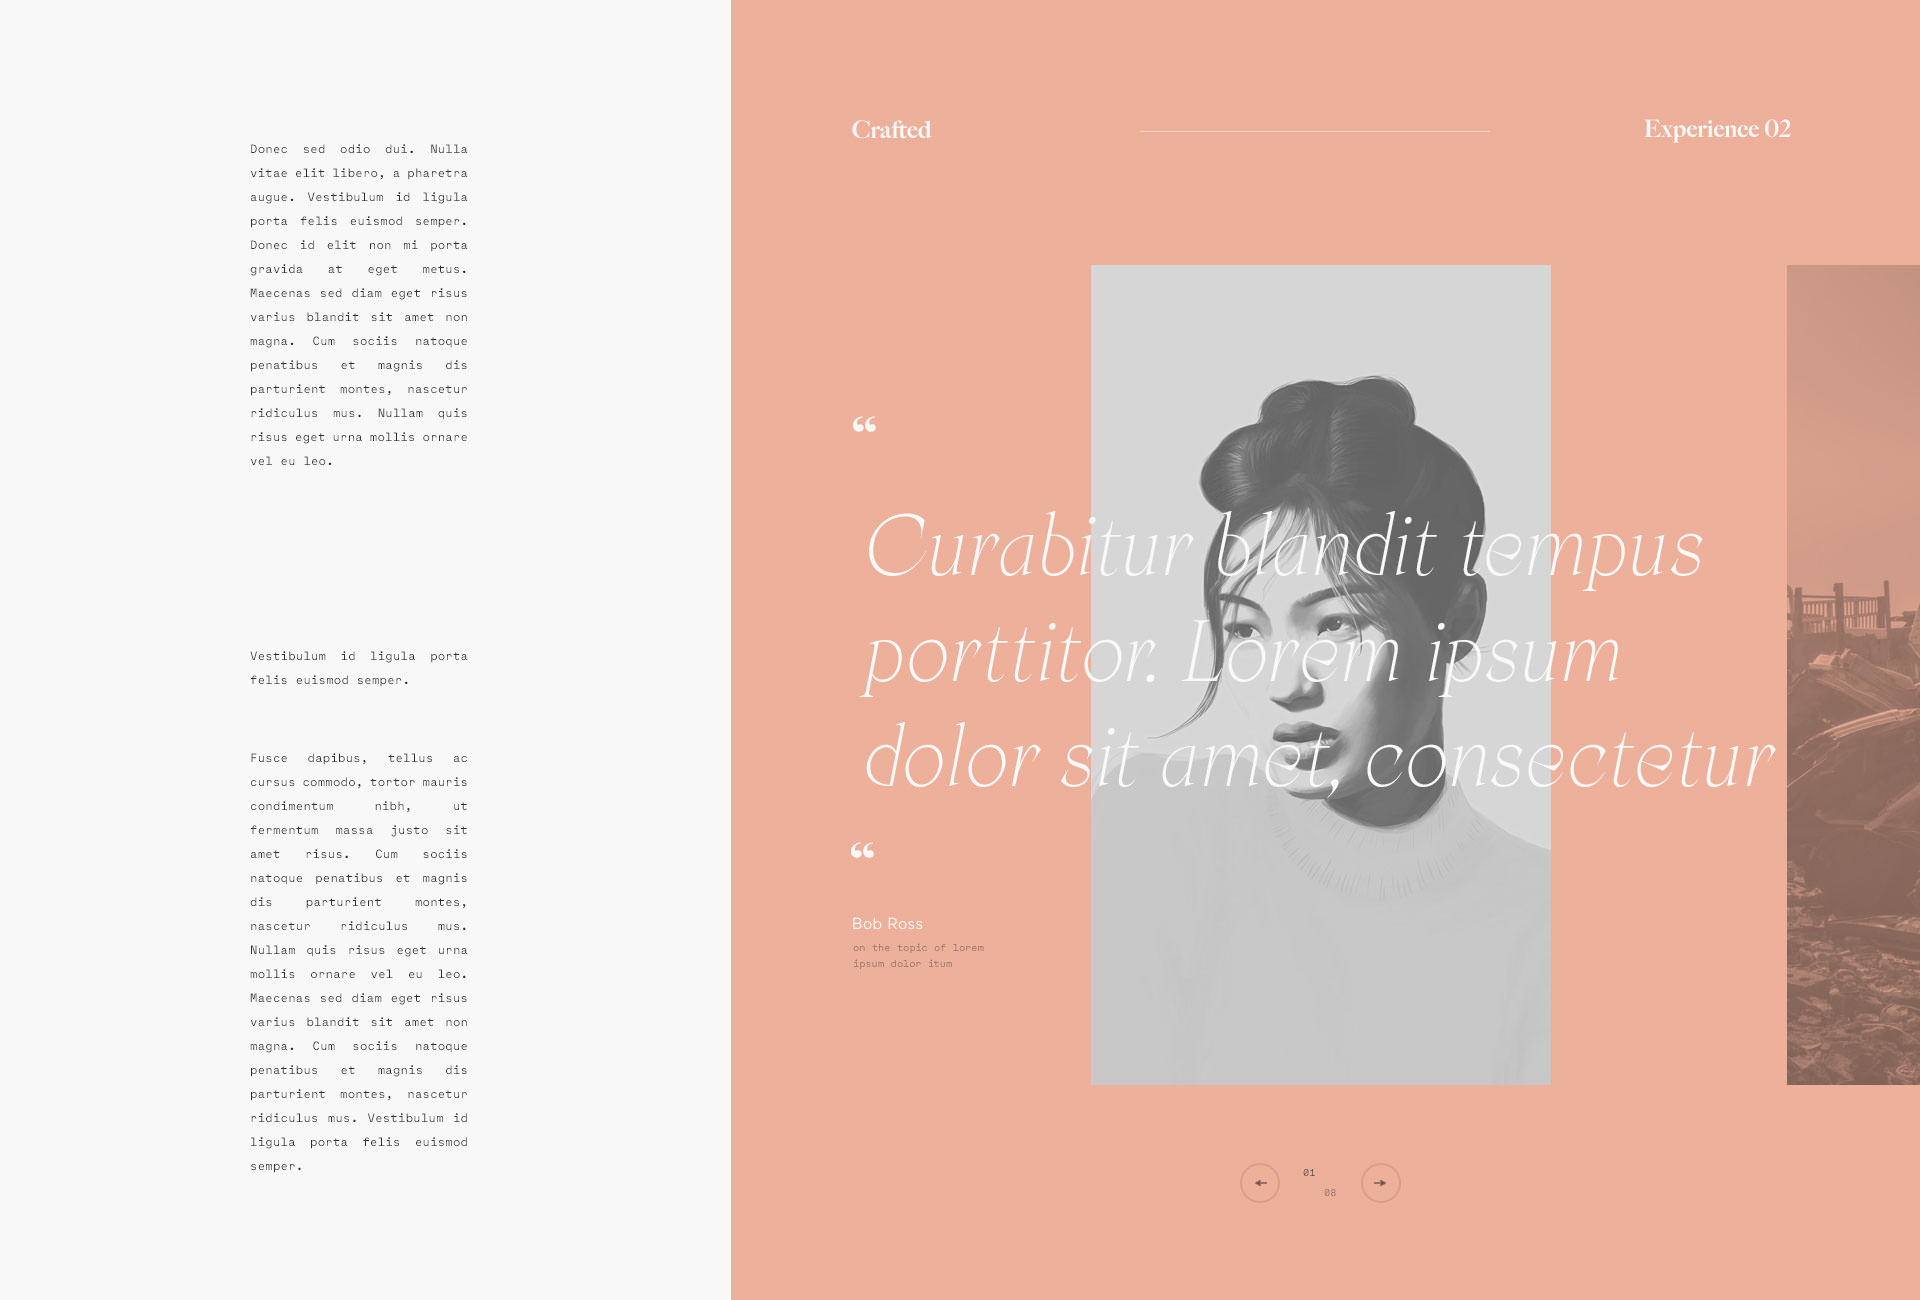 Donec sed odio dui. Nulla
vitae elit libero, a pharetra
augue. Vestibulum id ligula
porta felis euismod semper.
Donec id elit non mi porta
gravida at eget metus.
Maecenas sed diam eget risus
varius blandit sit amet non
magna. Cum sociis natoque
penatibus et magnis dis
parturient montes, nascetur
ridiculus mus. Nullam quis
risus eget urna mollis ornare
vel eu leo.
Vestibulum id ligula porta
felis euismod semper.
Fusce dapibus, tellus ac
cursus commodo, tortor mauris
condimentum nibh, ut
fermentum massa justo sit
amet risus. Cum sociis
natoque penatibus et magnis
dis parturient montes,
nascetur ridiculus mus.
Nullam quis risus eget urna
mollis ornare vel eu leo.
Maecenas sed diam eget risus
varius blandit sit amet non
magna. Cum sociis natoque
penatibus et magnis dis
parturient montes, nascetur
ridiculus mus. Vestibulum id
ligula porta felis euismod
semper.
Crafted
Experience 02
“
Curabitur blandit tempus
porttitor. Lorem ipsum
dolor sit amet, consectetur
“
Bob Ross
on the topic of lorem
ipsum dolor itum
01
08